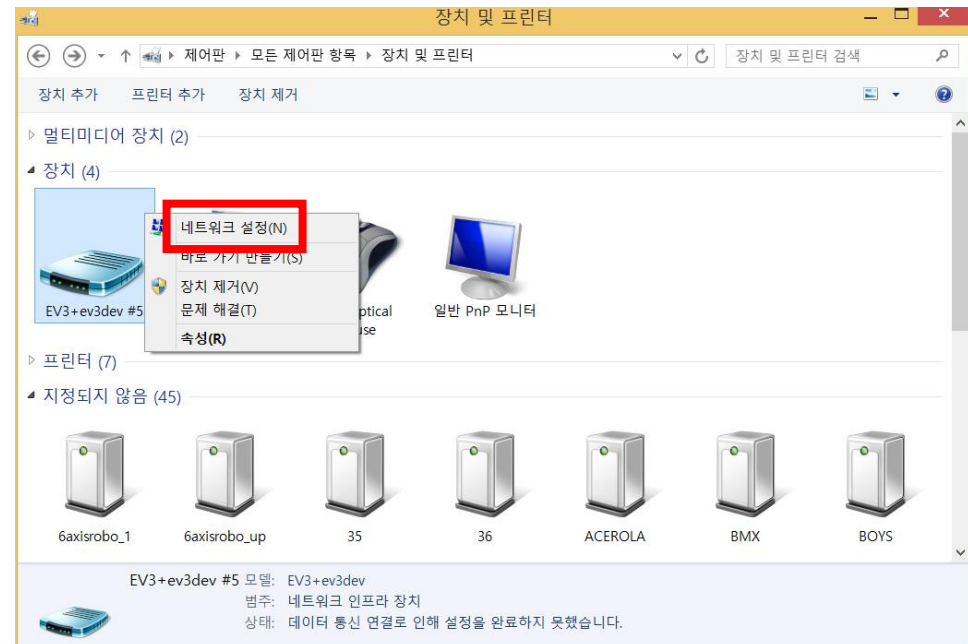 장치 및 프린터
제어판 ▸ 모든 제어판 항목 ▸ 장치 및 프린터
장치 및 프린터 검색
장치 추가 프린터 추가 장치 제거
멀티미디어 장치 (2)
장치 (4)
네트워크 설정(N)
바로 가기 만들기(S)
장치 제거(V)
문제 해결(T)
속성(R)
EV3+ev3dev #5
일반 PnP 모니터
프린터 (7)
지정되지 않음 (45)
6axisrobo_1 6axisrobo_up 35 36 ACEROLA BMX BOYS
EV3+ev3dev #5 모델: EV3+ev3dev
범주: 네트워크 인프라 장치
상태: 데이터 통신 연결로 인해 설정을 완료하지 못했습니다.